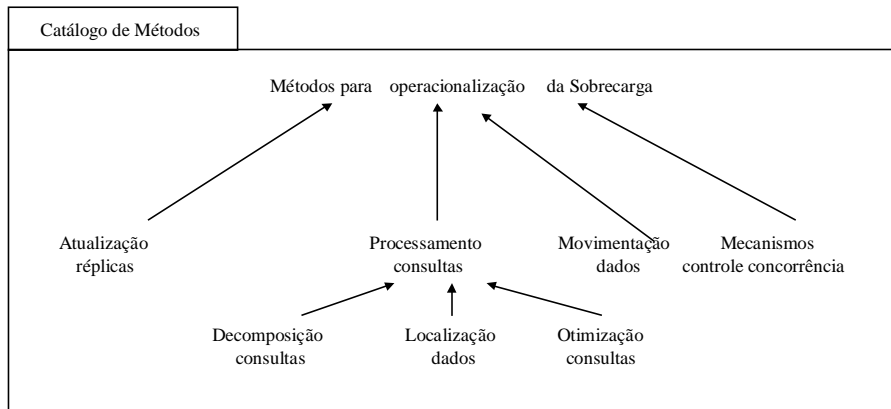 Catálogo de Métodos
Métodos para operacionalização da Sobrecarga
Atualização
réplicas
Processamento
consultas
Movimentação
dados
Mecanismos
controle concorrência
Decomposição
consultas
Localização
dados
Otimização
consultas